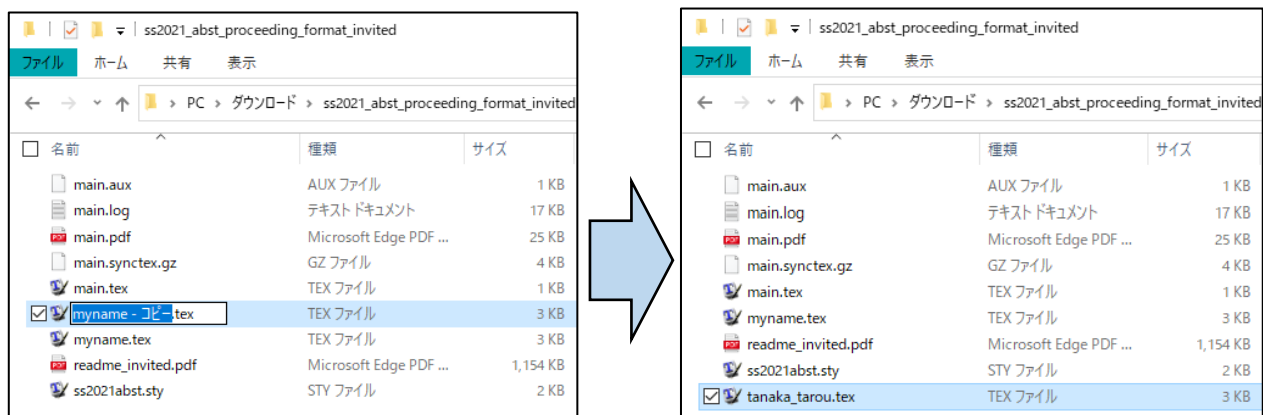 ss2021_abst_proceeding_format_invited
ファイル ホーム 共有 表示
PC › ダウンロード › ss2021_abst_proceeding_format_invited
名前 種類 サイズ
main.aux AUX ファイル 1 KB
main.log テキスト ドキュメント 17 KB
main.pdf Microsoft Edge PDF ... 25 KB
main.synctex.gz GZ ファイル 4 KB
main.tex TEX ファイル 1 KB
myname - コピー.tex TEX ファイル 3 KB
myname.tex TEX ファイル 3 KB
readme_invited.pdf Microsoft Edge PDF ... 1,154 KB
ss2021abst.sty STY ファイル 2 KB
ss2021_abst_proceeding_format_invited
ファイル ホーム 共有 表示
PC › ダウンロード › ss2021_abst_proceeding_format_invited
名前 種類 サイズ
main.aux AUX ファイル 1 KB
main.log テキスト ドキュメント 17 KB
main.pdf Microsoft Edge PDF ... 25 KB
main.synctex.gz GZ ファイル 4 KB
main.tex TEX ファイル 1 KB
myname.tex TEX ファイル 3 KB
readme_invited.pdf Microsoft Edge PDF ... 1,154 KB
ss2021abst.sty STY ファイル 2 KB
tanaka_tarou.tex TEX ファイル 3 KB